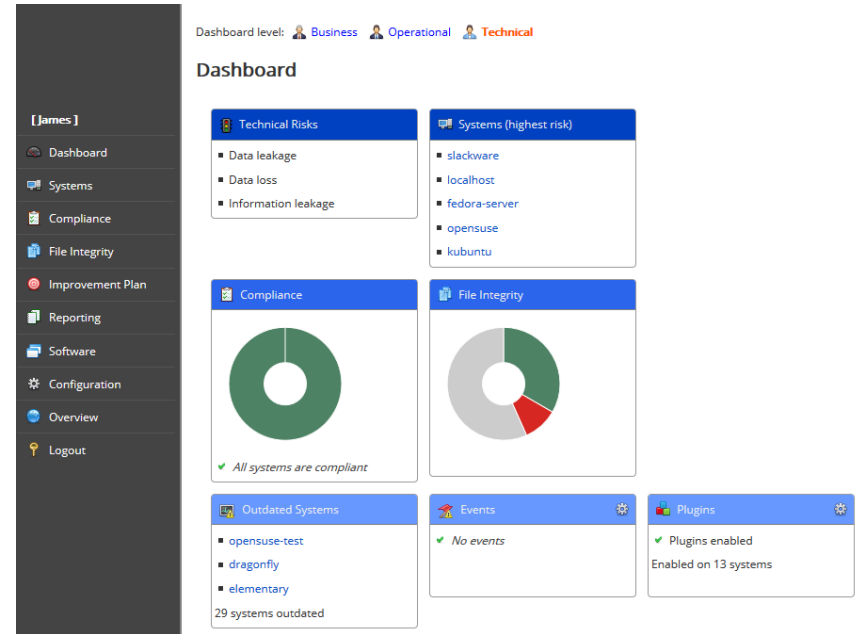 Dashboard level: Business Operational Technical
Dashboard
[James]
Dashboard
Systems
Compliance
File Integrity
Improvement Plan
Reporting
Software
Configuration
Overview
Logout
Technical Risks
Data leakage
Data loss
Information leakage
Systems (highest risk)
slackware
localhost
fedora-server
opensuse
kubuntu
Compliance
All systems are compliant
File Integrity
Outdated Systems
opensuse-test
dragonfly
elementary
29 systems outdated
Events
No events
Plugins
Plugins enabled
Enabled on 13 systems